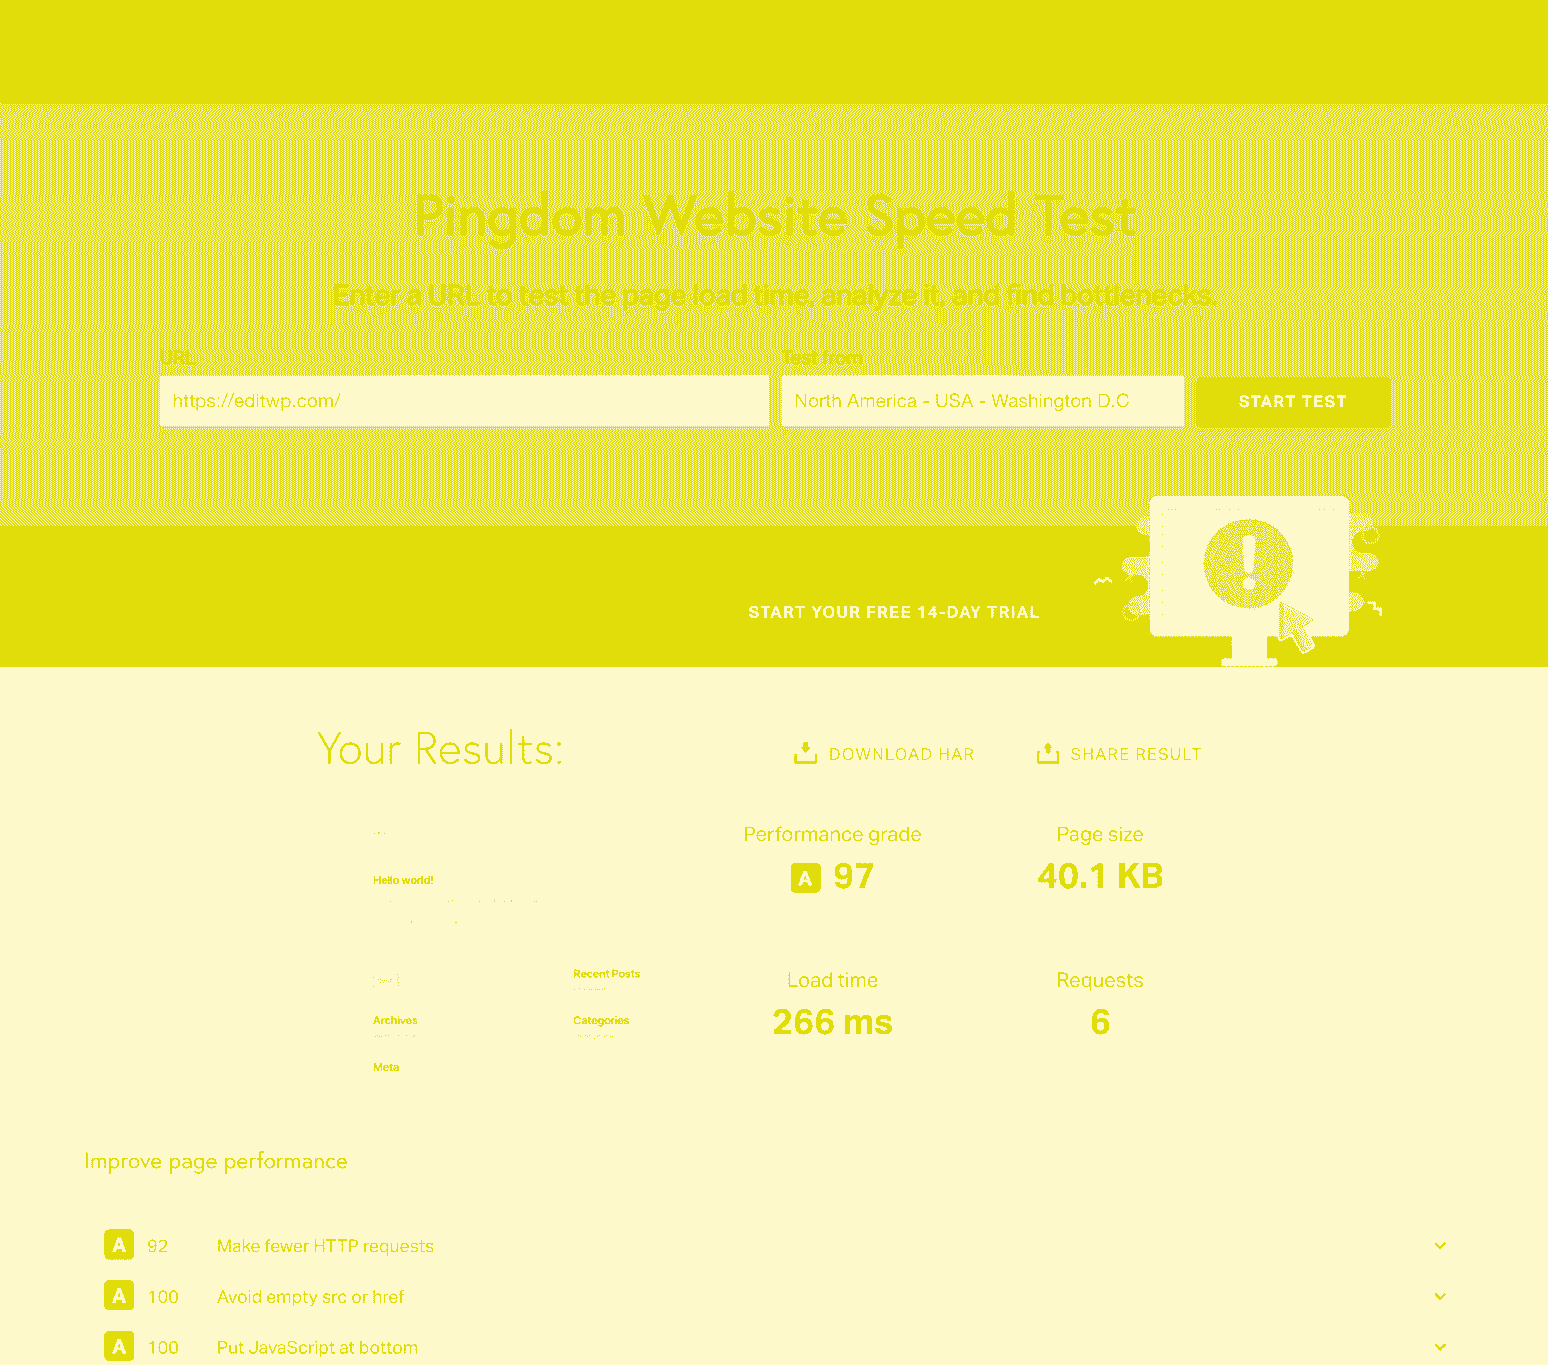 Pingdom Website Speed Test
Enter a URL to test the page load time, analyze it, and find bottlenecks.
URL
Test from
https://editwp.com/
North America - USA - Washington D.C
START TEST
START YOUR FREE 14-DAY TRIAL
Your Results:
DOWNLOAD HAR
SHARE RESULT
Performance grade
Page size
A 97
40.1 KB
Hello world!
Recent Posts
Load time
Requests
Archives
Categories
266 ms
6
Meta
Improve page performance
A 92 Make fewer HTTP requests
A 100 Avoid empty src or href
A 100 Put JavaScript at bottom